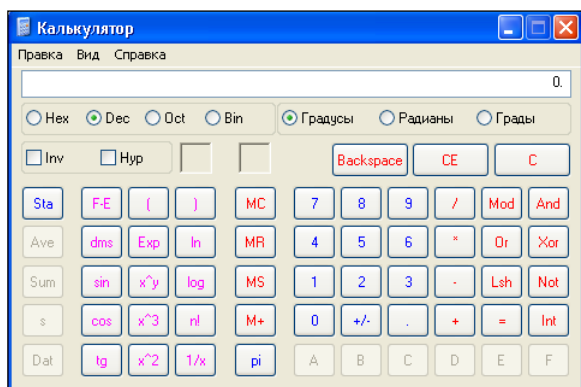 Калькулятор
Правка Вид Справка
0.
Hex Dec Oct Bin Градусы Радианы Грады
Inv Hyp Backspace CE C
Sta F-E ( ) MC 7 8 9 / Mod And
Ave dms Exp ln MR 4 5 6 * Or Xor
Sum sin x^y log MS 1 2 3 - Lsh Not
s cos x^3 n! M+ 0 +/- . + = Int
Dat tg x^2 1/x pi A B C D E F